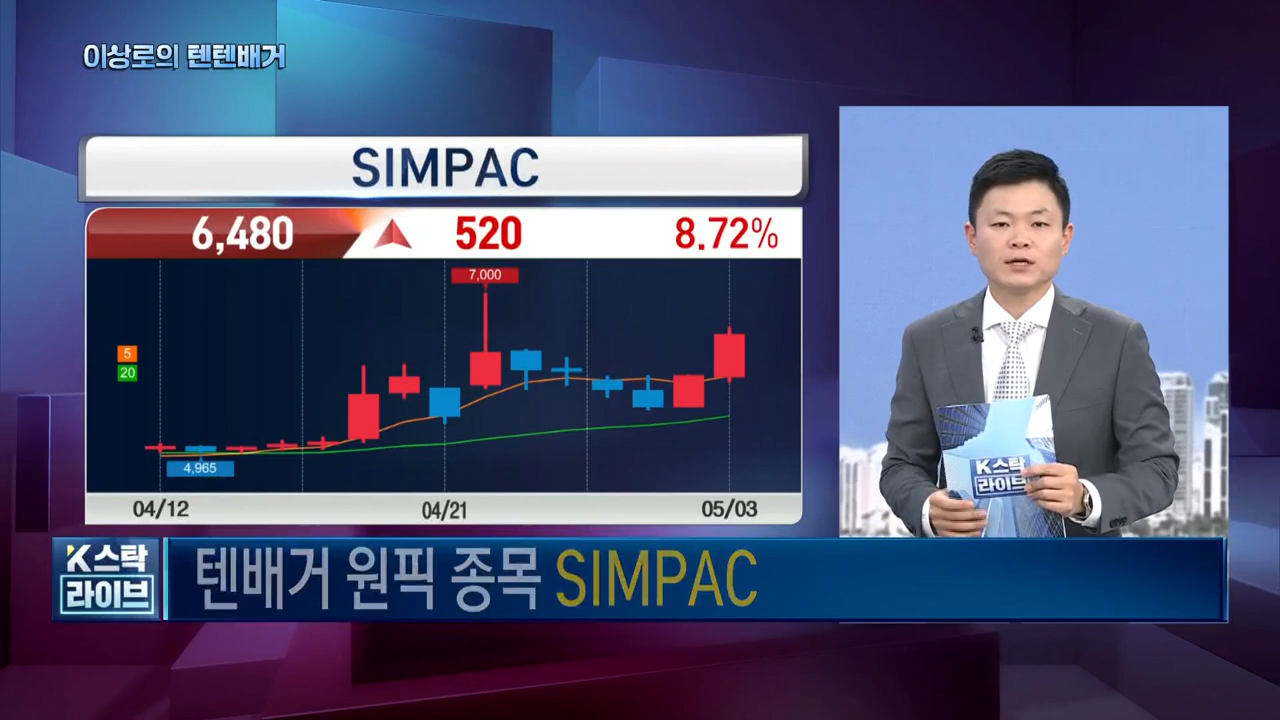 이상로의 텐텐배거
SIMPAC
6,480 520 8.72%
7,000
5
20
4,965
04/12 04/21 05/03
K스탁
라이브
K스탁
라이브
텐배거 원픽 종목 SIMPAC